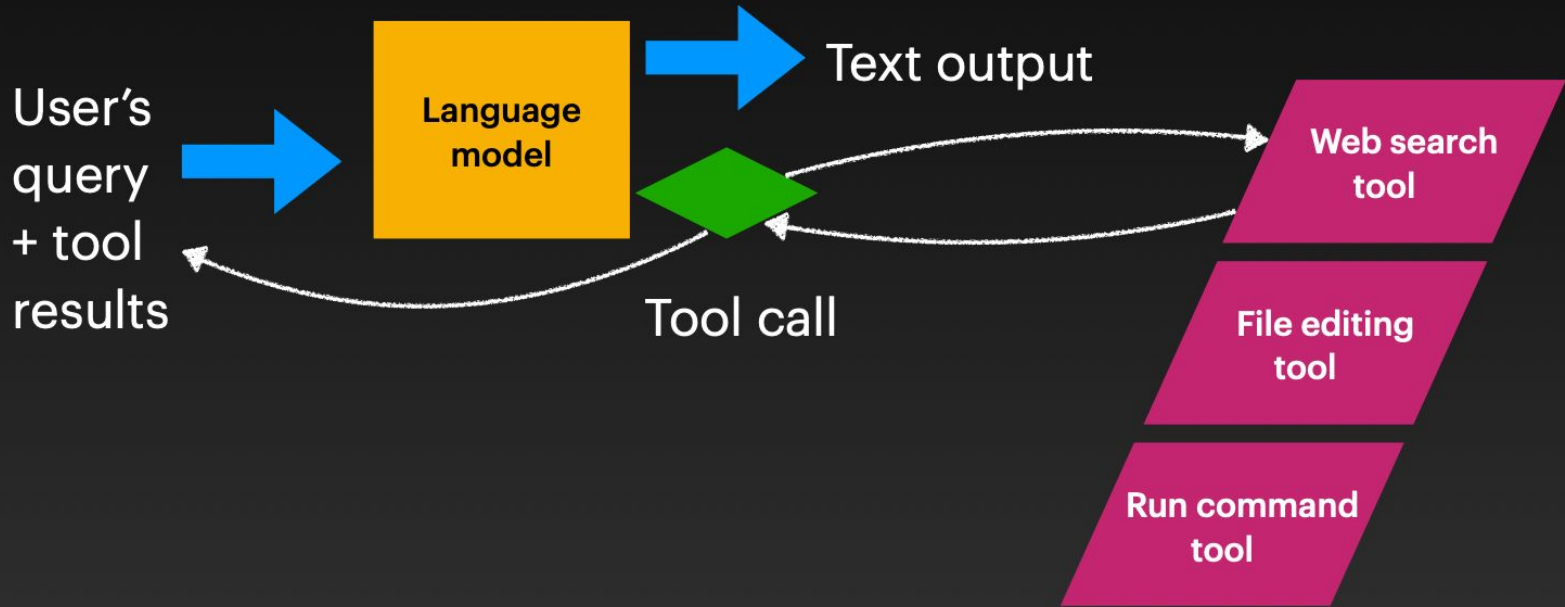 User's
query
+ tool
results
Language
model
Text output
Tool call
Web search
tool
File editing
tool
Run command
tool